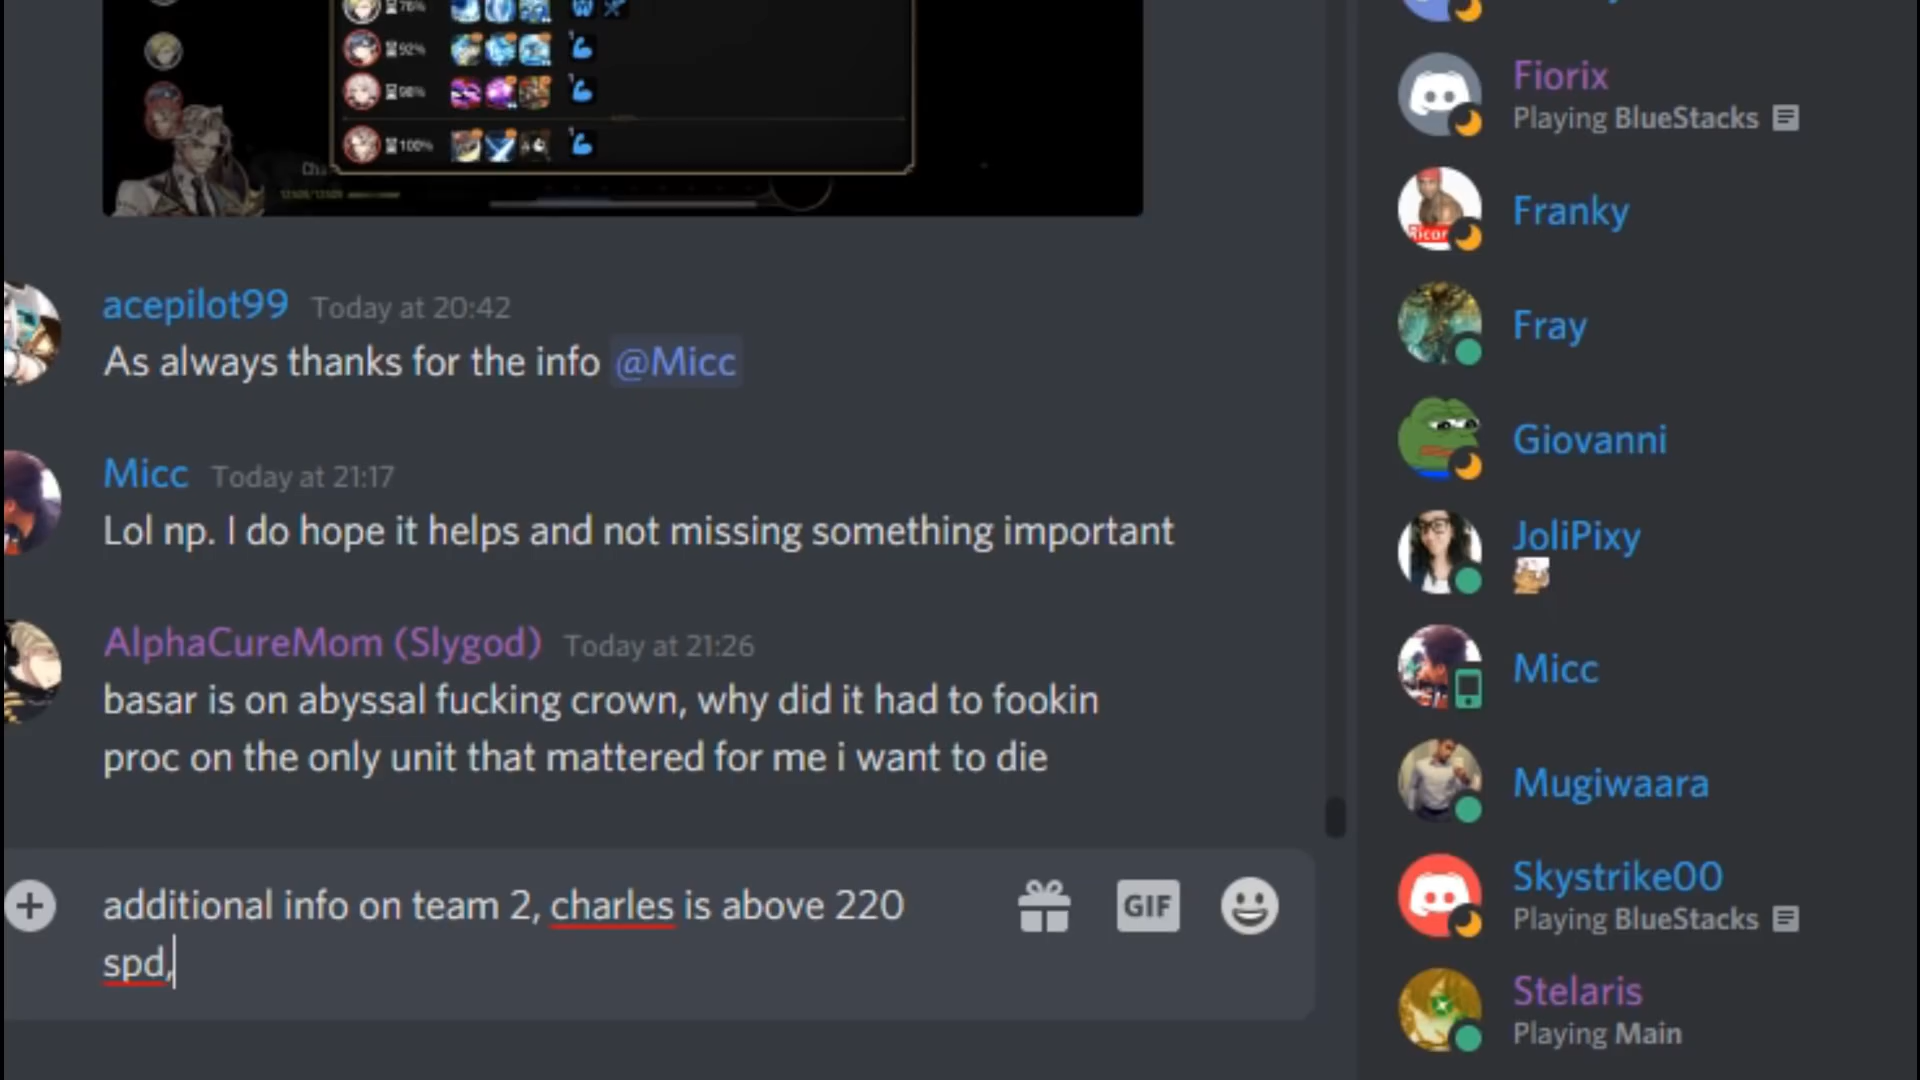 76%
92%
98%
100%
acepilot99 Today at 20:42
As always thanks for the info @Micc
Micc Today at 21:17
Lol np. I do hope it helps and not missing something important
AlphaCureMom (Slygod) Today at 21:26
basar is on abyssal fucking crown, why did it had to fookin
proc on the only unit that mattered for me i want to die
additional info on team 2, charles is above 220
spd,
GIF
Fiorix
Playing BlueStacks
Franky
Fray
Giovanni
JoliPixy
Micc
Mugiwaara
Skystrike00
Playing BlueStacks
Stelaris
Playing Main